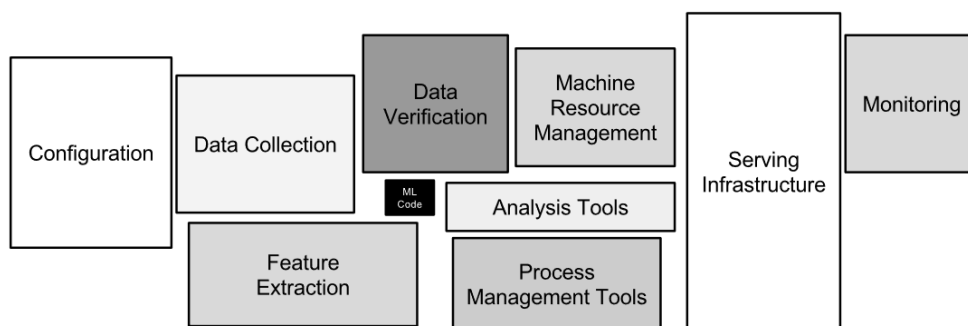 Configuration
Data Collection
Data
Verification
Machine
Resource
Management
Serving
Infrastructure
Monitoring
ML
Code
Analysis Tools
Feature
Extraction
Process
Management Tools